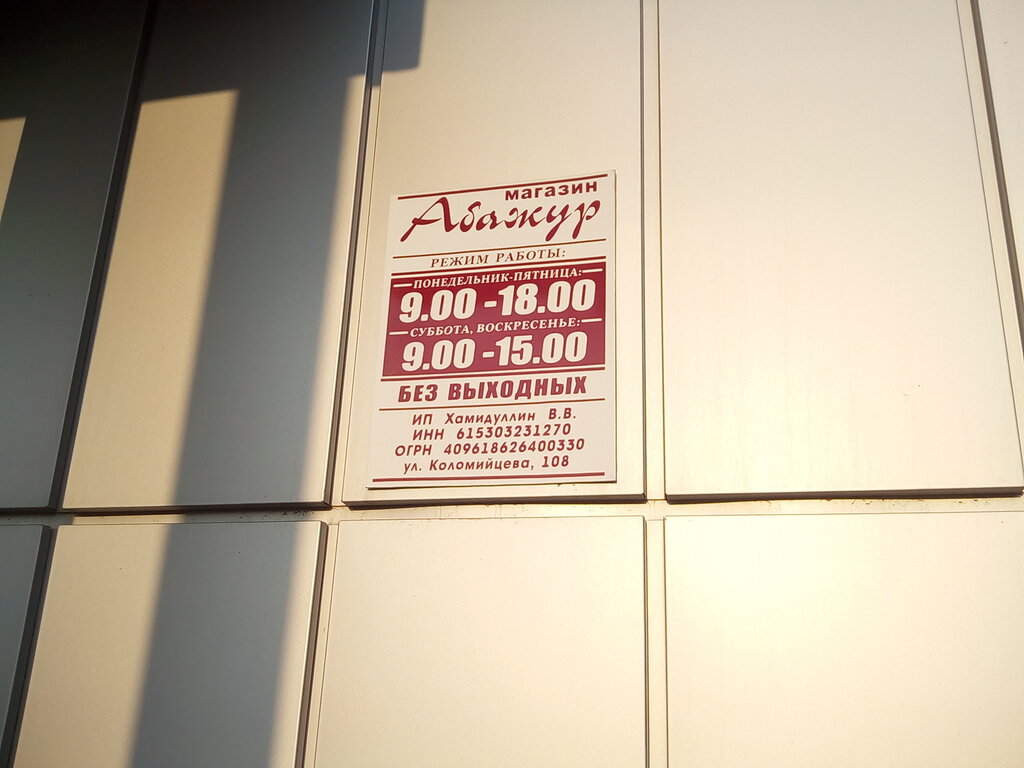 магазин
Абажур
РЕЖИМ РАБОТЫ:
ПОНЕДЕЛЬНИК-ПЯТНИЦА:
9.00 -18.00
СУББОТА, ВОСКРЕСЕНЬЕ:
9.00 -15.00
БЕЗ ВЫХОДНЫХ
ИП Хамидуллин В.В.
ИНН 615303231270
ОГРН 409618626400330
ул. Коломийцева, 108